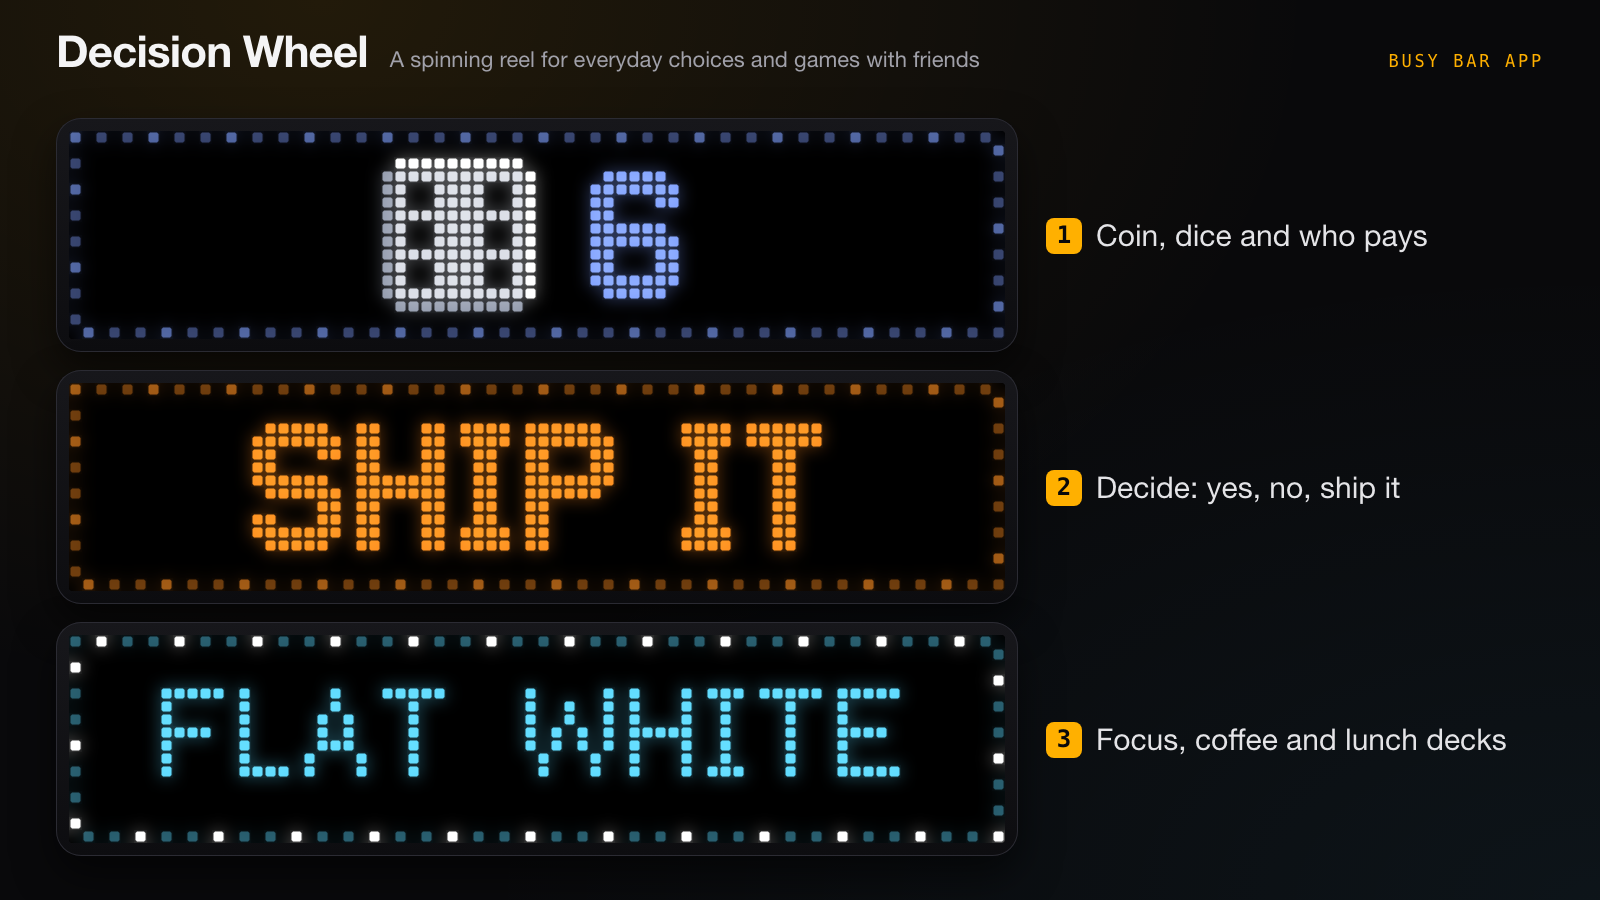 Decision Wheel A spinning reel for everyday choices and games with friends
BUSY BAR APP
6
1 Coin, dice and who pays
SHIP IT
2 Decide: yes, no, ship it
FLAT WHITE
3 Focus, coffee and lunch decks